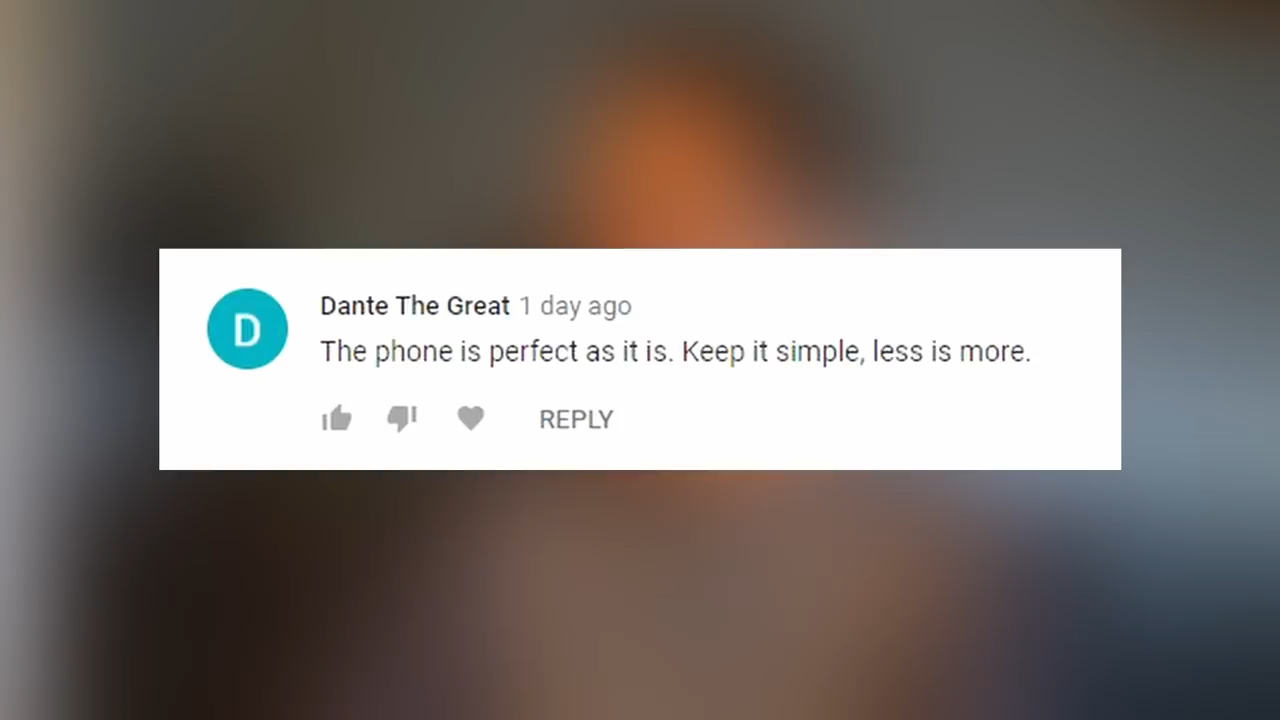 D
Dante The Great 1 day ago
The phone is perfect as it is. Keep it simple, less is more.
REPLY